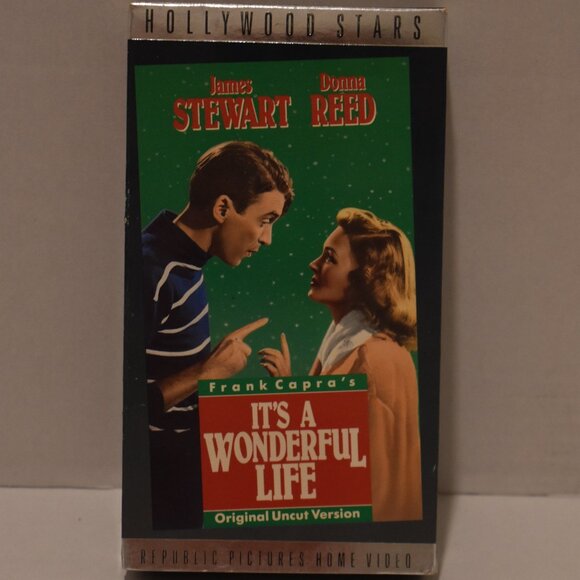 HOLLYWOOD STARS
James Donna
STEWART REED
Frank Capra's
IT'S A
WONDERFUL
LIFE
Original Uncut Version
REPUBLIC PICTURES HOME VIDEO